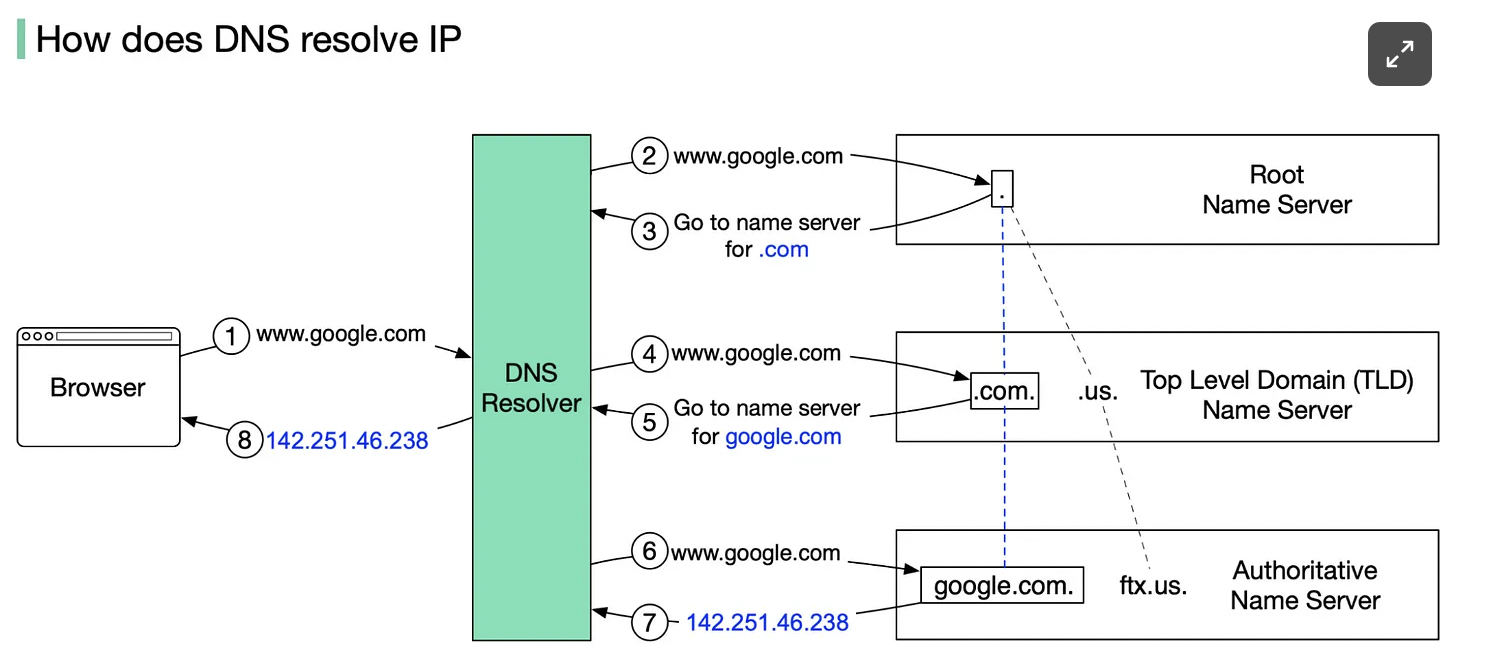 How does DNS resolve IP
2 www.google.com
.
Root
Name Server
3 Go to name server
for .com
1 www.google.com
Browser
8 142.251.46.238
DNS
Resolver
4 www.google.com
.com.
.us.
Top Level Domain (TLD)
Name Server
5 Go to name server
for google.com
6 www.google.com
google.com.
ftx.us.
Authoritative
Name Server
7 142.251.46.238